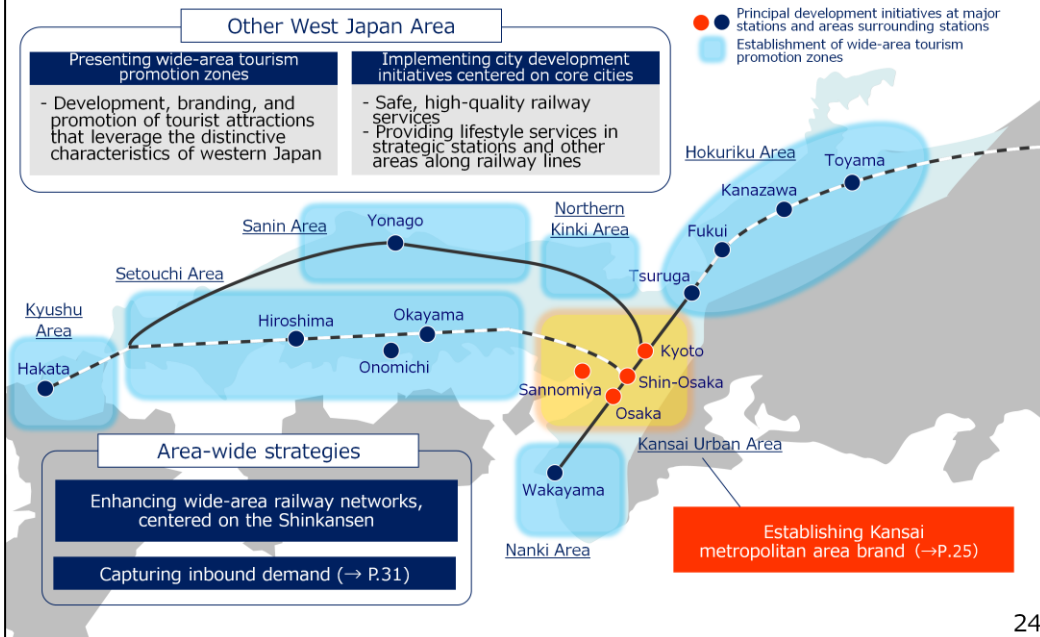 Other West Japan Area
Presenting wide-area tourism
promotion zones
- Development, branding, and
promotion of tourist attractions
that leverage the distinctive
characteristics of western Japan
Implementing city development
initiatives centered on core cities
- Safe, high-quality railway
services
- Providing lifestyle services in
strategic stations and other
areas along railway lines
Principal development initiatives at major
stations and areas surrounding stations
Establishment of wide-area tourism
promotion zones
Hokuriku Area
Toyama
Kanazawa
Fukui
Tsuruga
Northern
Kinki Area
Sanin Area
Yonago
Setouchi Area
Kyushu
Area
Hakata
Hiroshima
Okayama
Onomichi
Kyoto
Shin-Osaka
Sannomiya
Osaka
Kansai Urban Area
Wakayama
Nanki Area
Area-wide strategies
Enhancing wide-area railway networks,
centered on the Shinkansen
Capturing inbound demand (→ P.31)
Establishing Kansai
metropolitan area brand (→P.25)
24